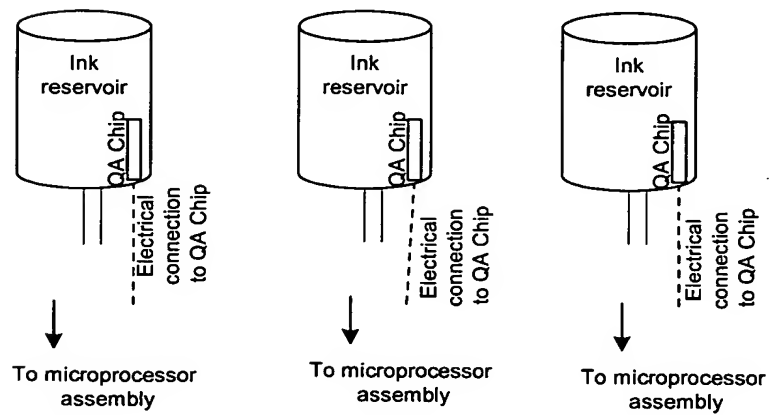 Ink
reservoir
QA Chip
Electrical
connection
to QA Chip
To microprocessor
assembly
Ink
reservoir
QA Chip
Electrical
connection
to QA Chip
To microprocessor
assembly
Ink
reservoir
QA Chip
Electrical
connection
to QA Chip
To microprocessor
assembly